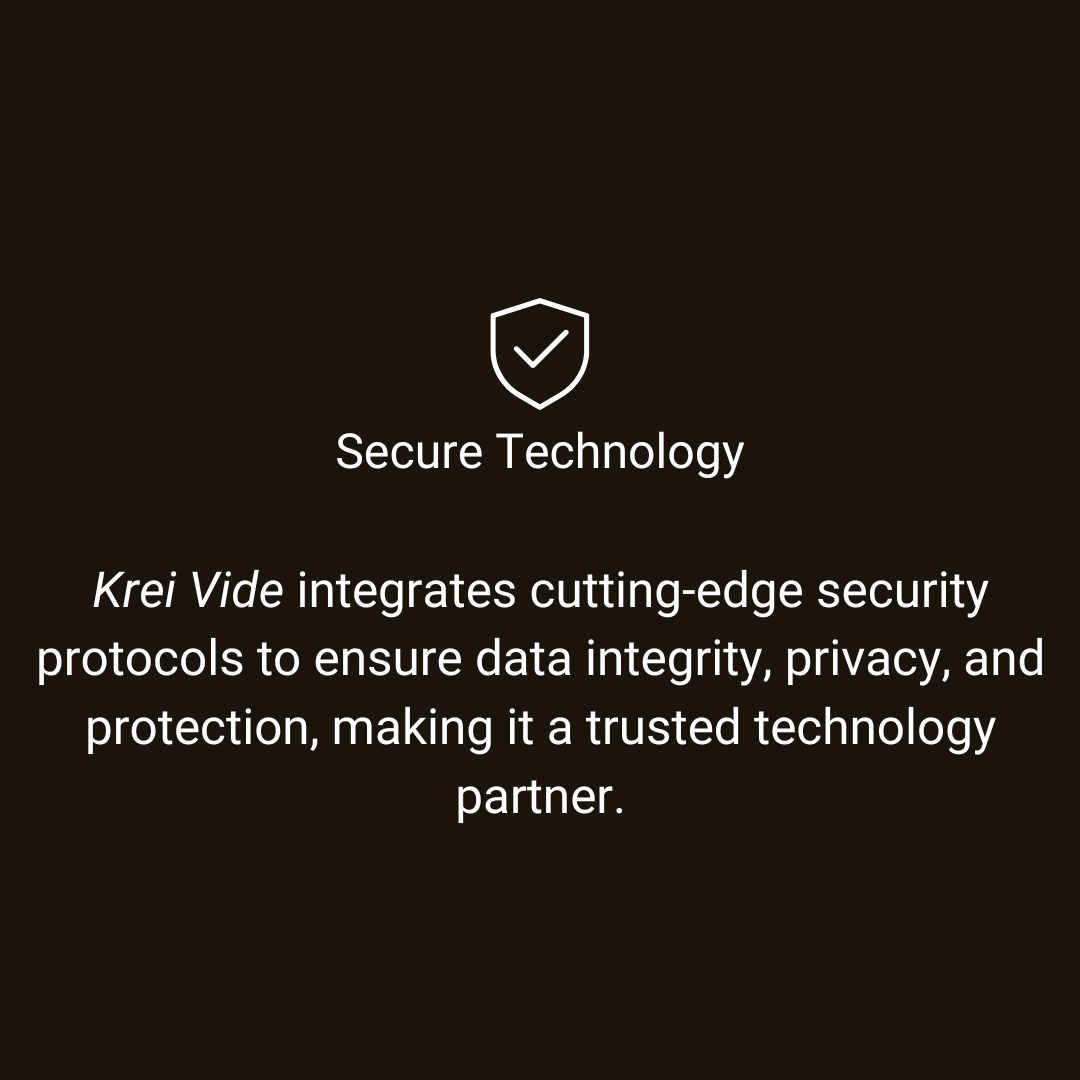 Secure Technology
Krei Vide integrates cutting-edge security
protocols to ensure data integrity, privacy, and
protection, making it a trusted technology
partner.